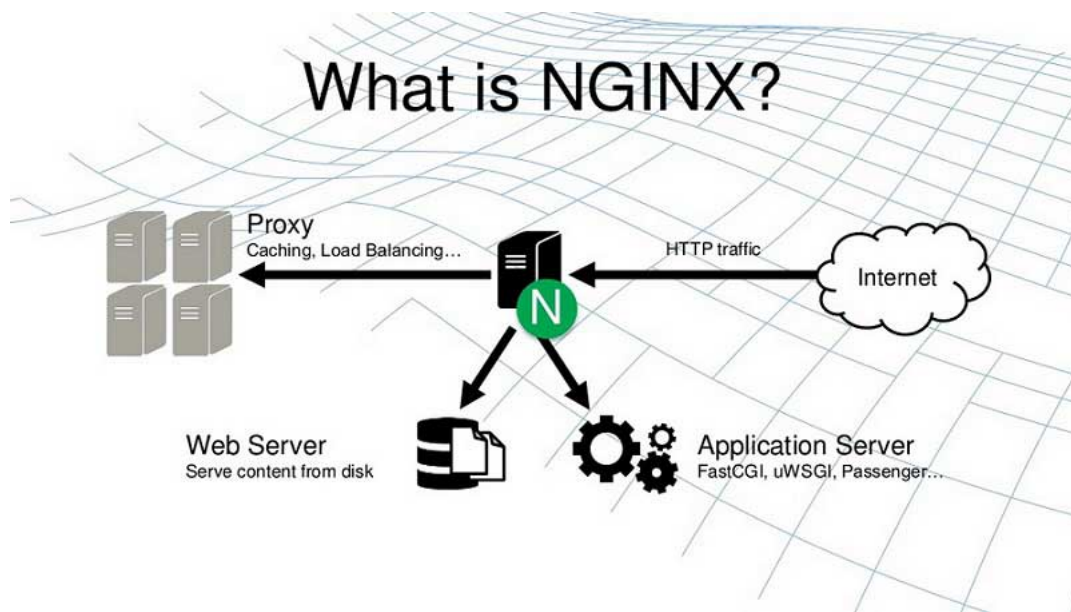 What is NGINX?
Proxy
Caching, Load Balancing...
HTTP traffic
Internet
N
Web Server
Serve content from disk
Application Server
FastCGI, uWSGI, Passenger...